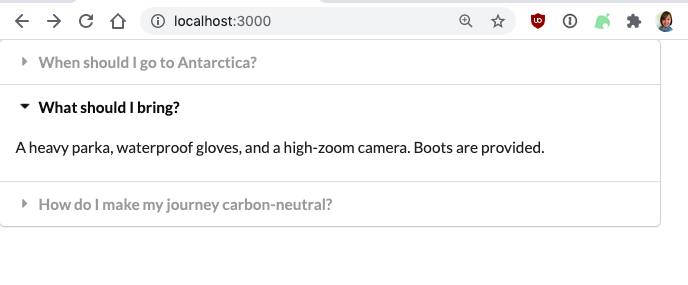 localhost:3000
When should I go to Antarctica?
What should I bring?
A heavy parka, waterproof gloves, and a high-zoom camera. Boots are provided.
How do I make my journey carbon-neutral?